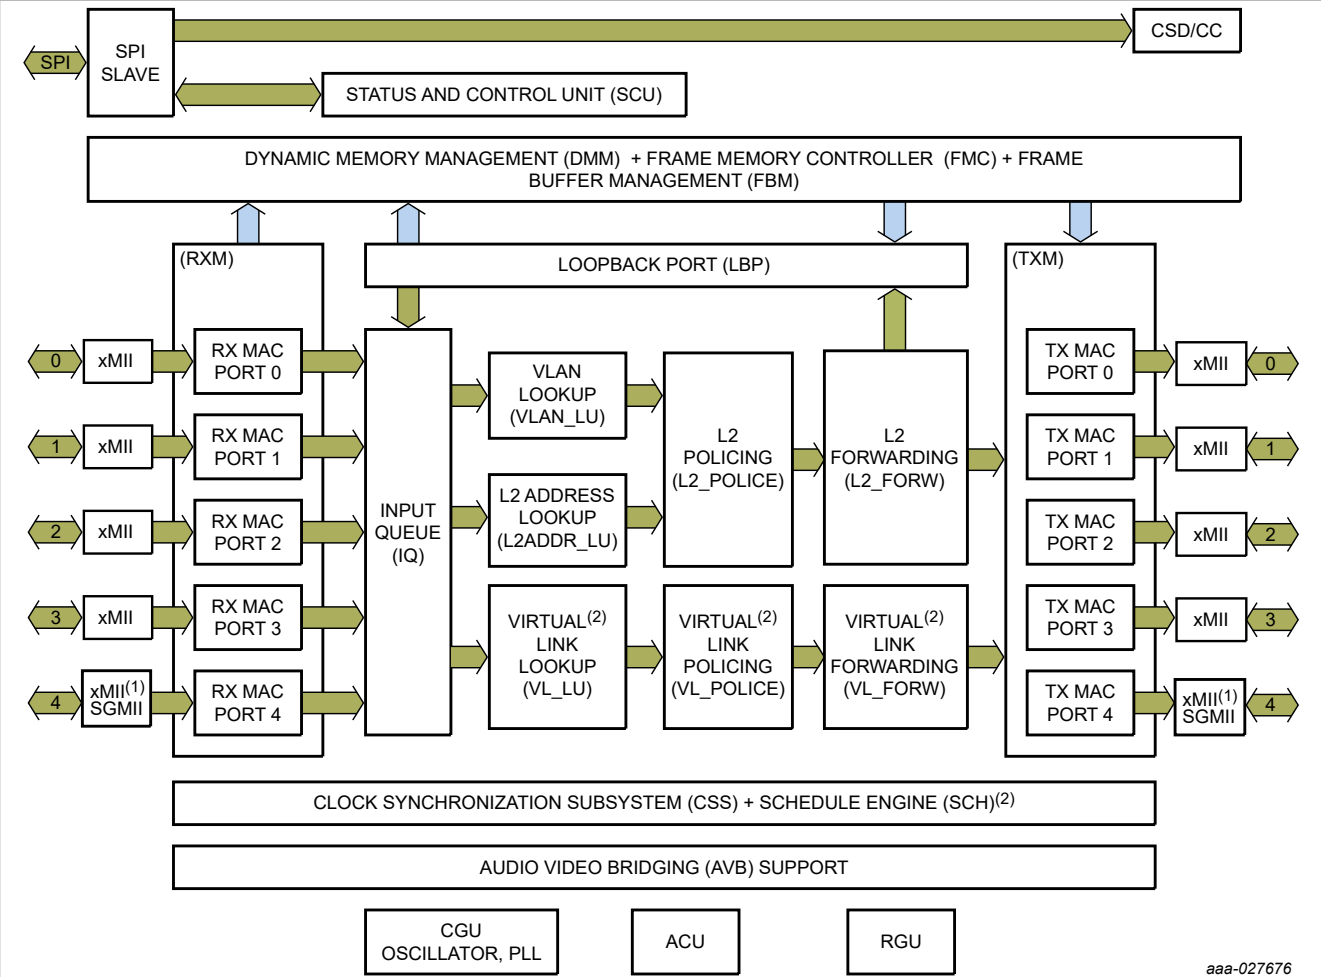 SPI
SPI
SLAVE
CSD/CC
STATUS AND CONTROL UNIT (SCU)
DYNAMIC MEMORY MANAGEMENT (DMM) + FRAME MEMORY CONTROLLER (FMC) + FRAME
BUFFER MANAGEMENT (FBM)
(RXM)
LOOPBACK PORT (LBP)
(TXM)
0
xMII
RX MAC
PORT 0
1
xMII
RX MAC
PORT 1
2
xMII
RX MAC
PORT 2
3
xMII
RX MAC
PORT 3
4
xMII(1)
SGMII
RX MAC
PORT 4
INPUT
QUEUE
(IQ)
VLAN
LOOKUP
(VLAN_LU)
L2 ADDRESS
LOOKUP
(L2ADDR_LU)
VIRTUAL(2)
LINK
LOOKUP
(VL_LU)
L2
POLICING
(L2_POLICE)
VIRTUAL(2)
LINK
POLICING
(VL_POLICE)
L2
FORWARDING
(L2_FORW)
VIRTUAL(2)
LINK
FORWARDING
(VL_FORW)
TX MAC
PORT 0
xMII
0
TX MAC
PORT 1
xMII
1
TX MAC
PORT 2
xMII
2
TX MAC
PORT 3
xMII
3
TX MAC
PORT 4
xMII(1)
SGMII
4
CLOCK SYNCHRONIZATION SUBSYSTEM (CSS) + SCHEDULE ENGINE (SCH)(2)
AUDIO VIDEO BRIDGING (AVB) SUPPORT
CGU
OSCILLATOR, PLL
ACU
RGU
aaa-027676